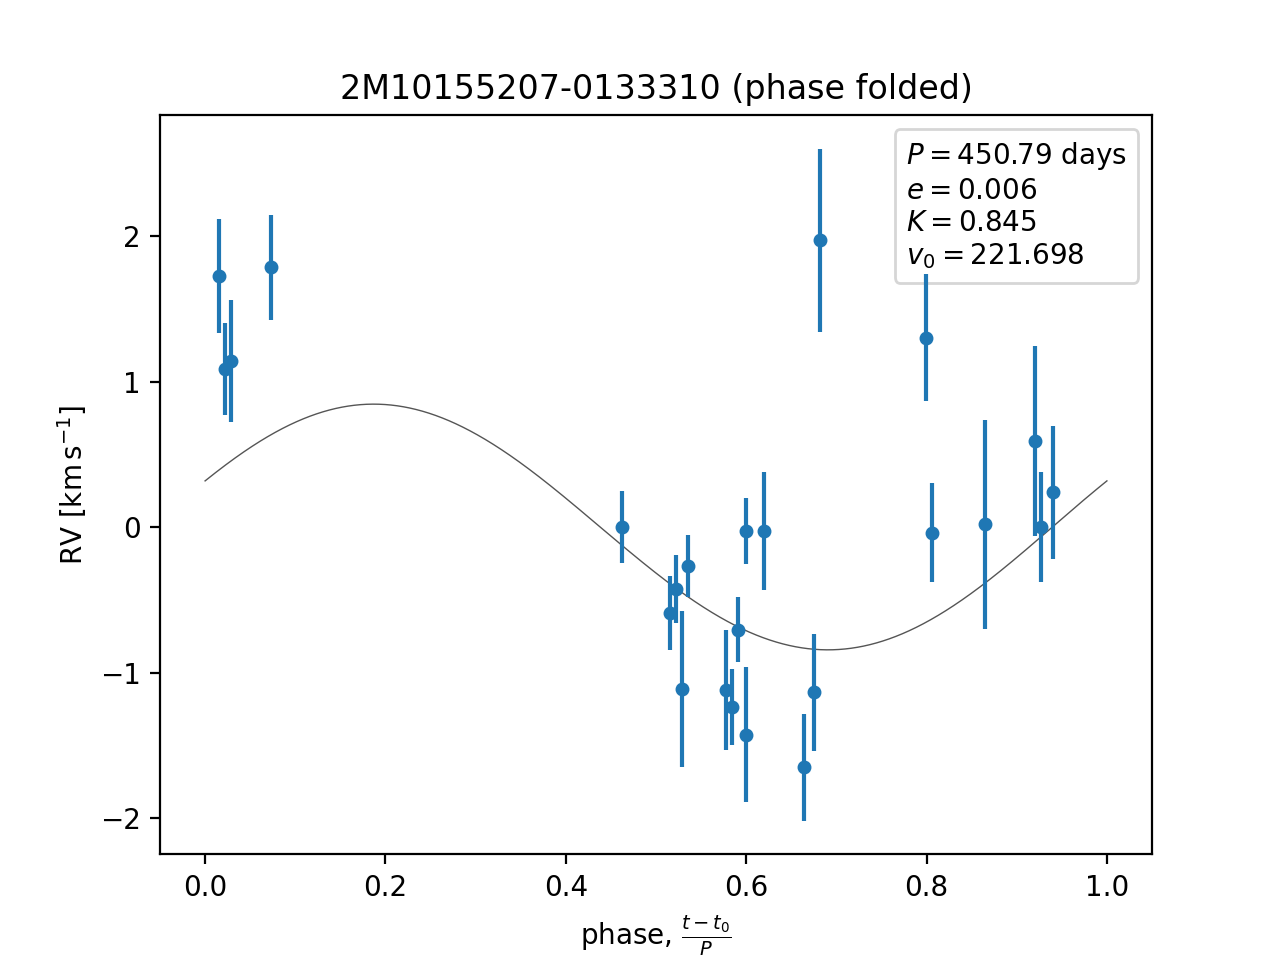 2M10155207-0133310 (phase folded)
P = 450.79 days
e = 0.006
K = 0.845
v₀ = 221.698
2
1
0
−1
−2
RV [km s⁻¹]
0.0 0.2 0.4 0.6 0.8 1.0
phase, (t − t₀)/P